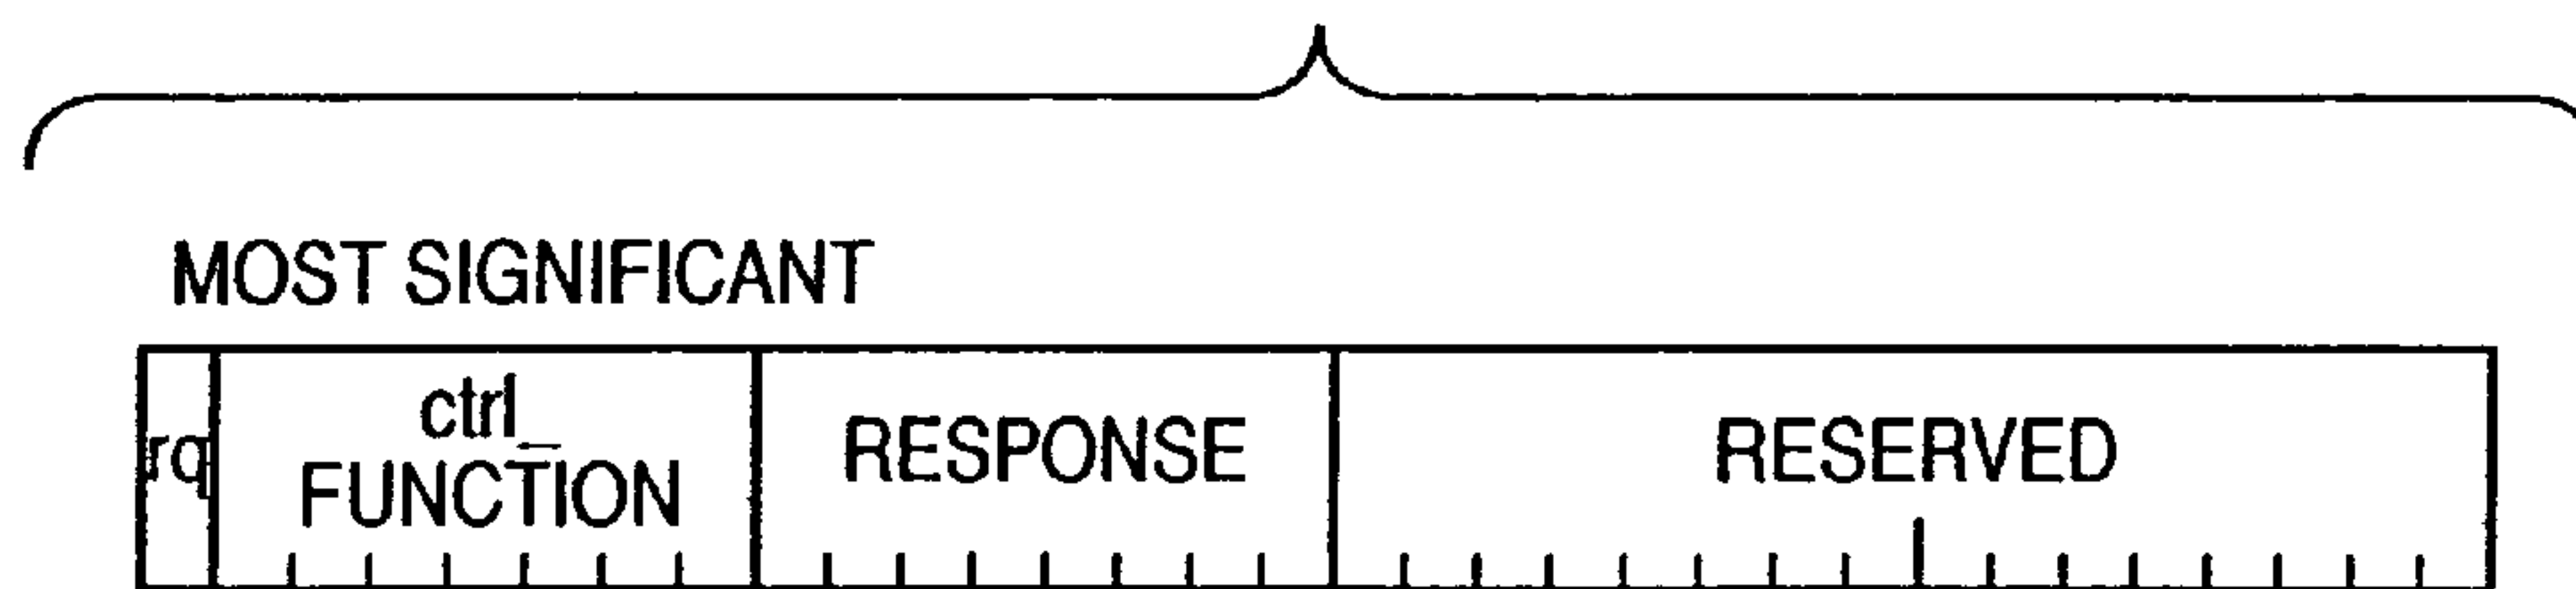 MOST SIGNIFICANT
rq
ctrl_
FUNCTION
RESPONSE
RESERVED